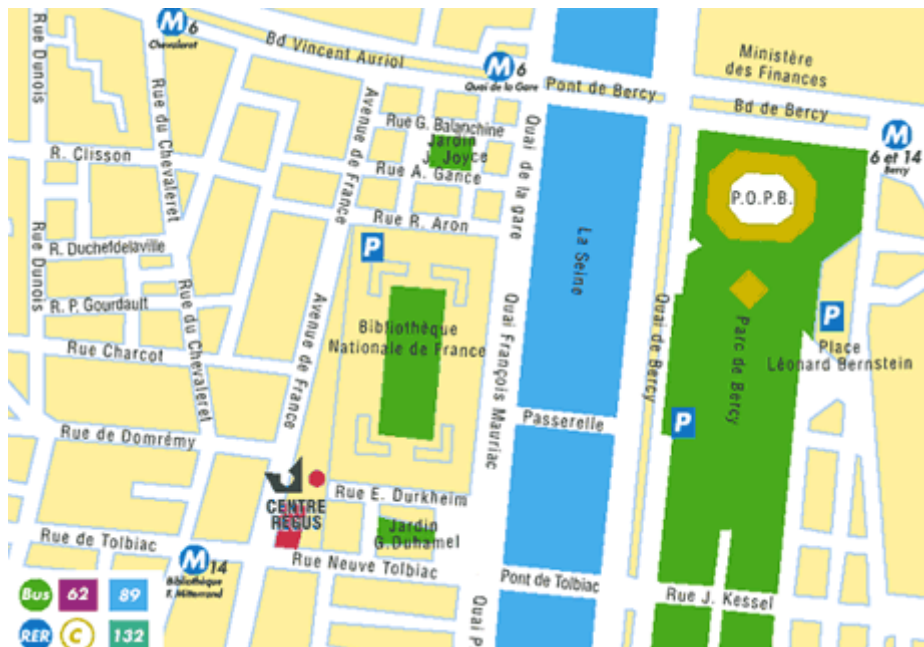 Rue Dunois
M 6
Chevaleret
Bd Vincent Auriol
M 6
Quai de la Gare
Pont de Bercy
Ministère
des Finances
Bd de Bercy
M
6 et 14
Bercy
Rue du Chevaleret
Avenue de France
Rue G. Balanchine
Jardin
J. Joyce
Rue A. Gance
Quai de la gare
R. Clisson
P.O.P.B.
Rue R. Aron
Rue Dunois
R. Duchefdelaville
P
La Seine
R. P. Gourdault
Rue du Chevaleret
Avenue de France
Bibliothèque
Nationale de France
Quai François Mauriac
Quai de Bercy
Parc de Bercy
P
Place
Léonard Bernstein
Rue Charcot
Passerelle
P
Rue de Domrémy
CENTRE
REGUS
Rue E. Durkheim
Jardin
G.Duhamel
Rue de Tolbiac
M 14
Bibliothèque
F. Mitterrand
Rue Neuve Tolbiac
Pont de Tolbiac
Rue J. Kessel
Quai P
Bus 62 89
RER C 132